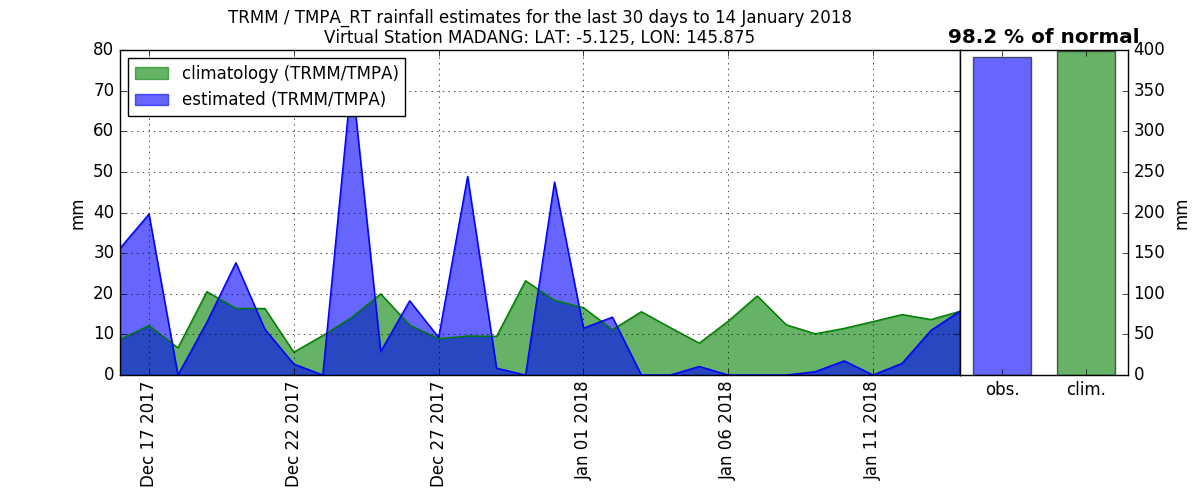 TRMM / TMPA_RT rainfall estimates for the last 30 days to 14 January 2018
Virtual Station MADANG: LAT: -5.125, LON: 145.875
98.2 % of normal
climatology (TRMM/TMPA)
estimated (TRMM/TMPA)
mm
80
70
60
50
40
30
20
10
0
Dec 17 2017
Dec 22 2017
Dec 27 2017
Jan 01 2018
Jan 06 2018
Jan 11 2018
obs.
clim.
400
350
300
250
200
150
100
50
0
mm